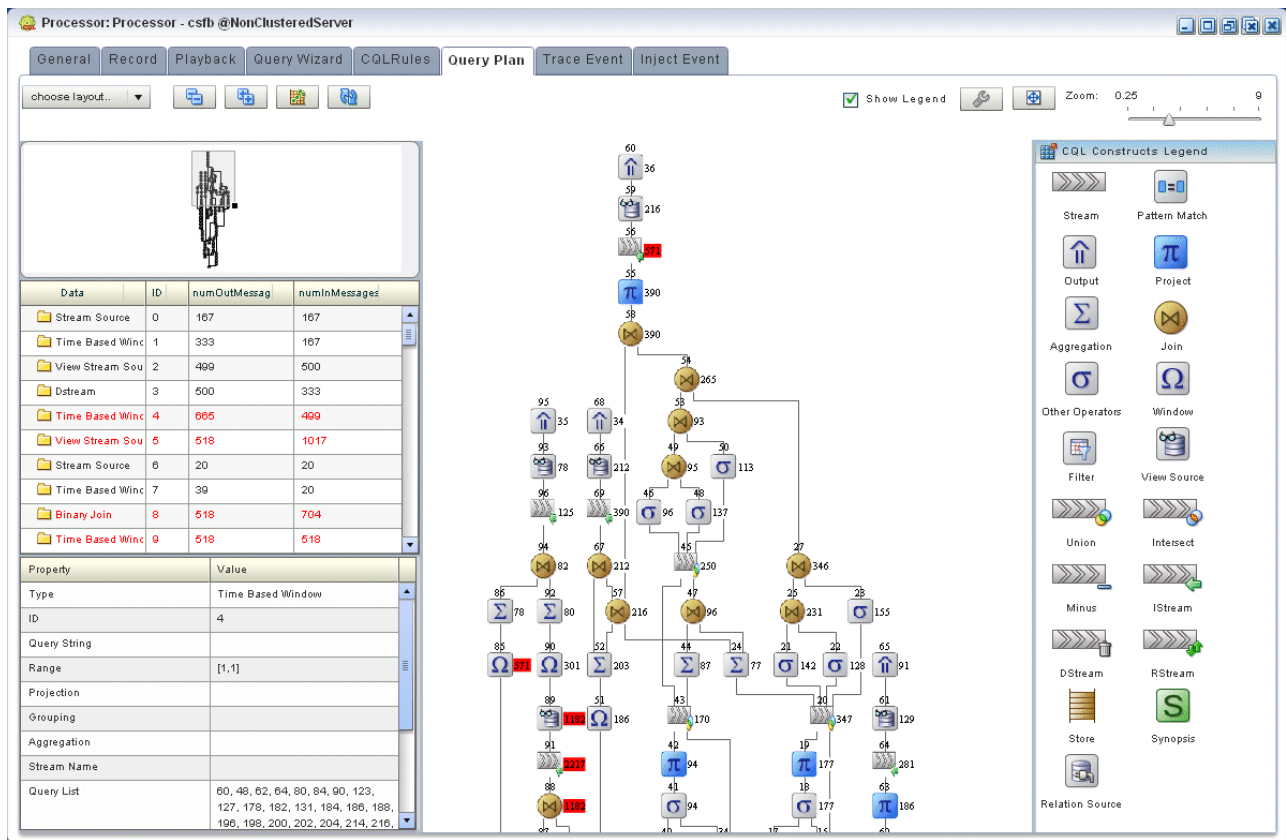 Processor: Processor - csfb @NonClusteredServer
General Record Playback Query Wizard CQLRules Query Plan Trace Event Inject Event
choose layout..
Show Legend
Zoom: 0.25 9
Data ID numOutMessag numInMessages
Stream Source 0 167 167
Time Based Winc 1 333 167
View Stream Sou 2 499 500
Dstream 3 500 333
Time Based Winc 4 665 499
View Stream Sou 5 518 1017
Stream Source 6 20 20
Time Based Winc 7 39 20
Binary Join 8 518 704
Time Based Winc 9 518 518
Property Value
Type Time Based Window
ID 4
Query String
Range [1,1]
Projection
Grouping
Aggregation
Stream Name
Query List 60, 48, 62, 64, 80, 84, 90, 123,
127, 178, 182, 131, 184, 186, 188,
196, 198, 200, 202, 204, 214, 216,
60
36
59
216
56
571
55
390
58
390
54
265
95 68 53
35 34 93
93 66 49 50
78 212 95 113
96 69 46 48
125 390 96 137
94 67 45 27
82 212 250 346
86 92 57 47 25 23
78 80 216 96 231 155
85 90 52 44 24 21 22 65
571 301 203 87 77 142 128 91
89 51 43 20 61
1182 186 170 347 129
91 42 19 64
2317 94 177 281
88 41 18 63
1182 94 177 186
CQL Constructs Legend
Stream Pattern Match
Output Project
Aggregation Join
Other Operators Window
Filter View Source
Union Intersect
Minus IStream
DStream RStream
Store Synopsis
Relation Source